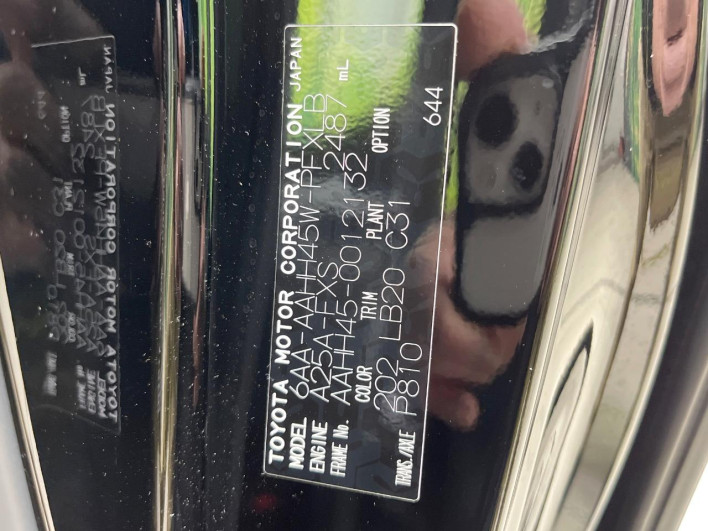 TOYOTA MOTOR CORPORATION JAPAN
MODEL 6AA-AAHH45W-PFXLB
ENGINE A25A-FXS 2487 mL
FRAME No. AAHH45-0012132
COLOR TRIM PLANT OPTION
202 LB20 C31
TRANS./AXLE P810 644